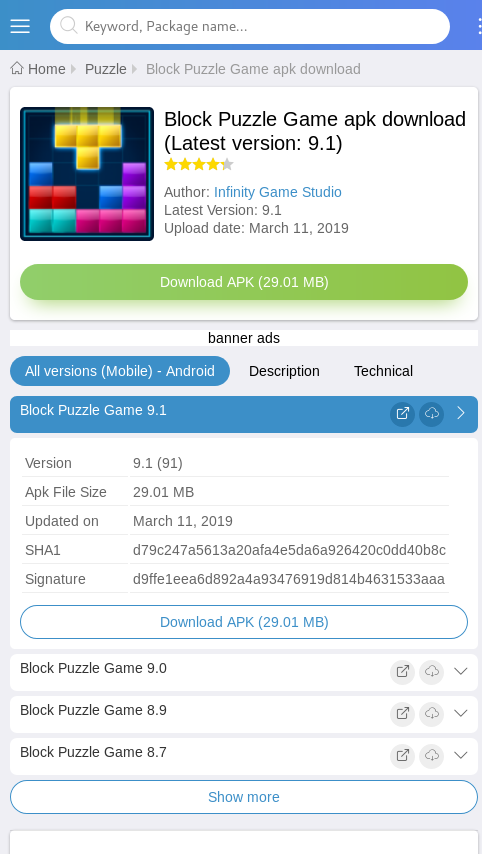 Keyword, Package name...
Home Puzzle Block Puzzle Game apk download
Block Puzzle Game apk download
(Latest version: 9.1)
Author: Infinity Game Studio
Latest Version: 9.1
Upload date: March 11, 2019
Download APK (29.01 MB)
banner ads
All versions (Mobile) - Android Description Technical
Block Puzzle Game 9.1
Version 9.1 (91)
Apk File Size 29.01 MB
Updated on March 11, 2019
SHA1 d79c247a5613a20afa4e5da6a926420c0dd40b8c
Signature d9ffe1eea6d892a4a93476919d814b4631533aaa
Download APK (29.01 MB)
Block Puzzle Game 9.0
Block Puzzle Game 8.9
Block Puzzle Game 8.7
Show more